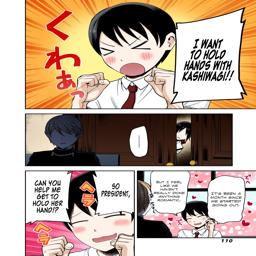 くわぁっ
I WANT
TO HOLD
HANDS WITH
KASHIWAGI!!
IT'S BEEN
A MONTH
SINCE WE
STARTED
GOING OUT,
BUT I FEEL
LIKE WE
HAVEN'T
REALLY
DONE
ANYTHING
ROMANTIC.
SO
PRESIDENT,
CAN YOU
HELP ME
GET TO
HOLD HER
HAND!?
110